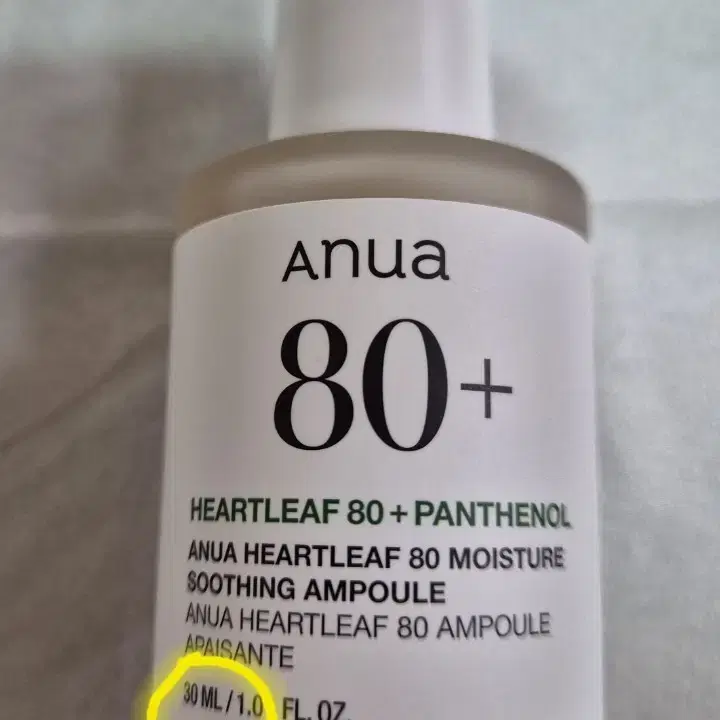 Anua
80+
HEARTLEAF 80 + PANTHENOL
ANUA HEARTLEAF 80 MOISTURE
SOOTHING AMPOULE
ANUA HEARTLEAF 80 AMPOULE
APAISANTE
30 ML / 1.0 FL. OZ.